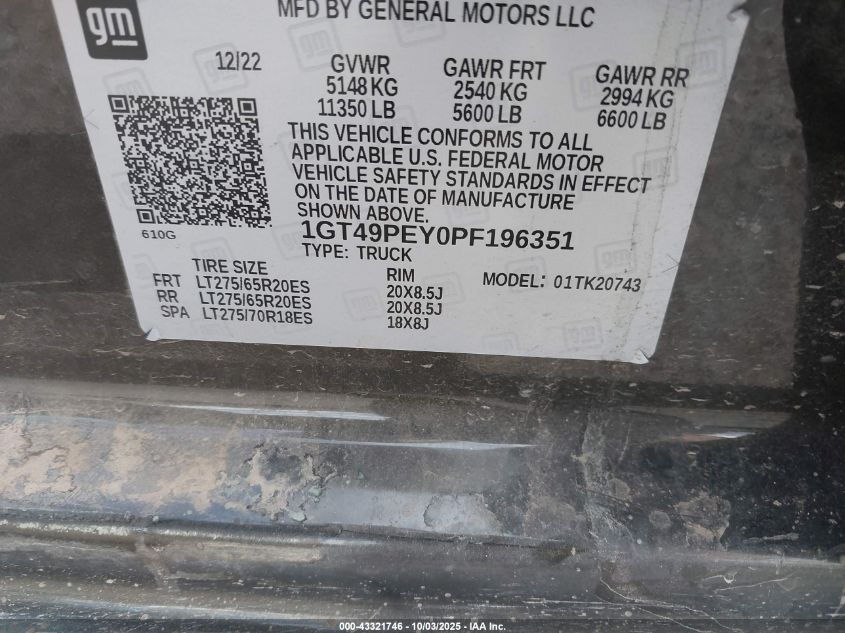 gm
MFD BY GENERAL MOTORS LLC
12/22
GVWR
5148 KG
11350 LB
GAWR FRT
2540 KG
5600 LB
GAWR RR
2994 KG
6600 LB
THIS VEHICLE CONFORMS TO ALL
APPLICABLE U.S. FEDERAL MOTOR
VEHICLE SAFETY STANDARDS IN EFFECT
ON THE DATE OF MANUFACTURE
SHOWN ABOVE.
610G
1GT49PEY0PF196351
TYPE: TRUCK
TIRE SIZE RIM MODEL: 01TK20743
FRT LT275/65R20ES 20X8.5J
RR LT275/65R20ES 20X8.5J
SPA LT275/70R18ES 18X8J
000-43321746 - 10/03/2025 - IAA Inc.